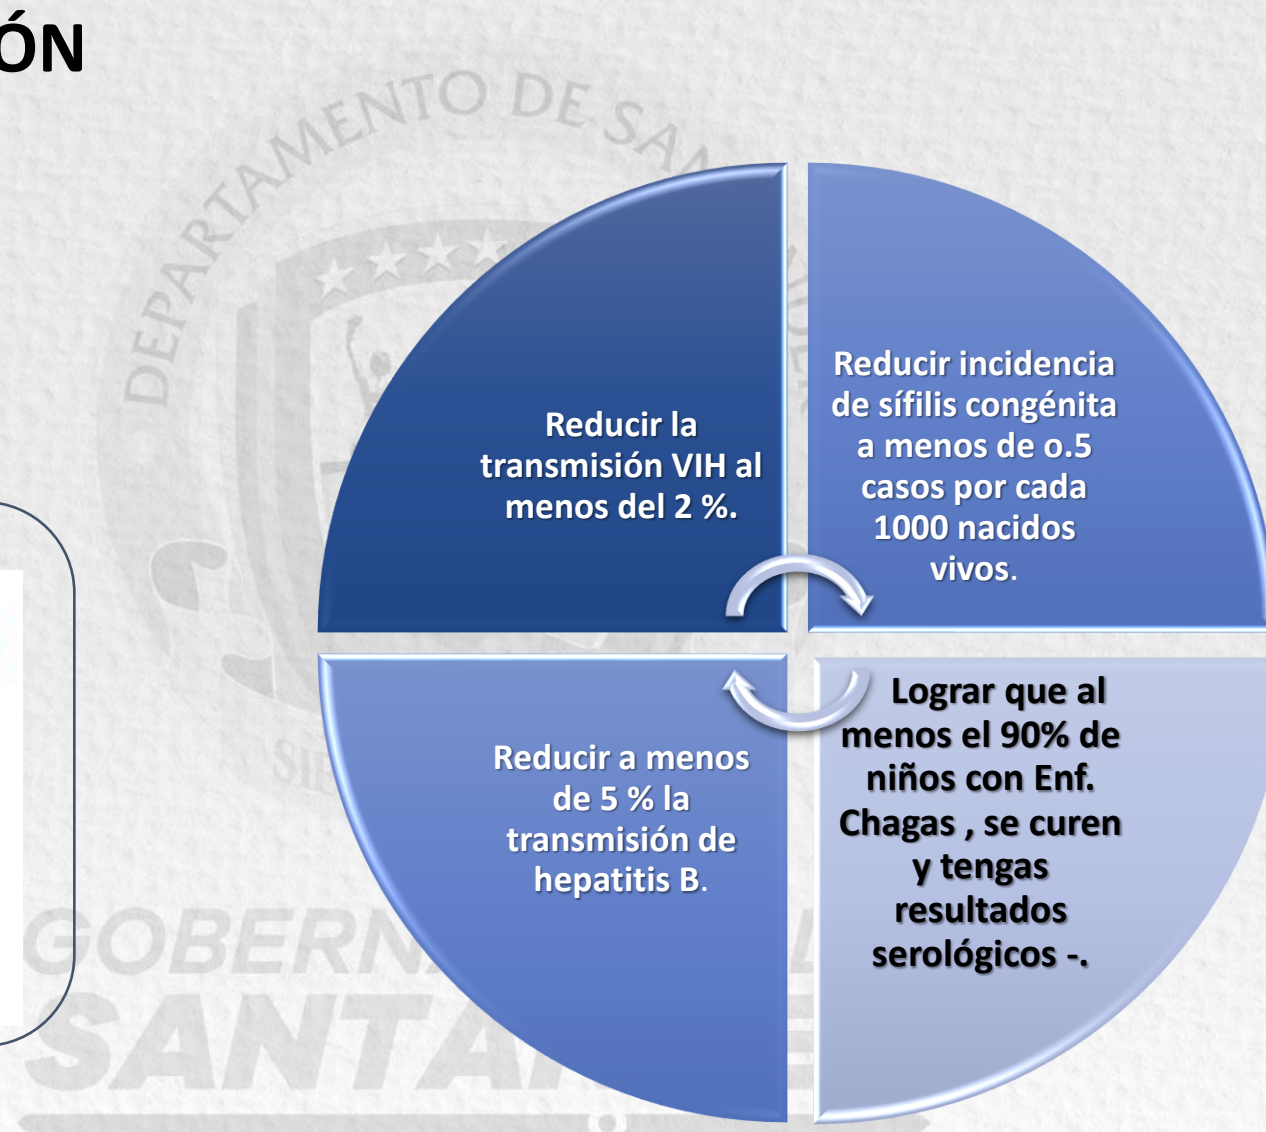 ÓN
DEPARTAMENTO DE SAN
Reducir la
transmisión VIH al
menos del 2 %.
Reducir incidencia
de sífilis congénita
a menos de o.5
casos por cada
1000 nacidos
vivos.
Reducir a menos
de 5 % la
transmisión de
hepatitis B.
Lograr que al
menos el 90% de
niños con Enf.
Chagas , se curen
y tengas
resultados
serológicos -.
GOBERN
SANTA